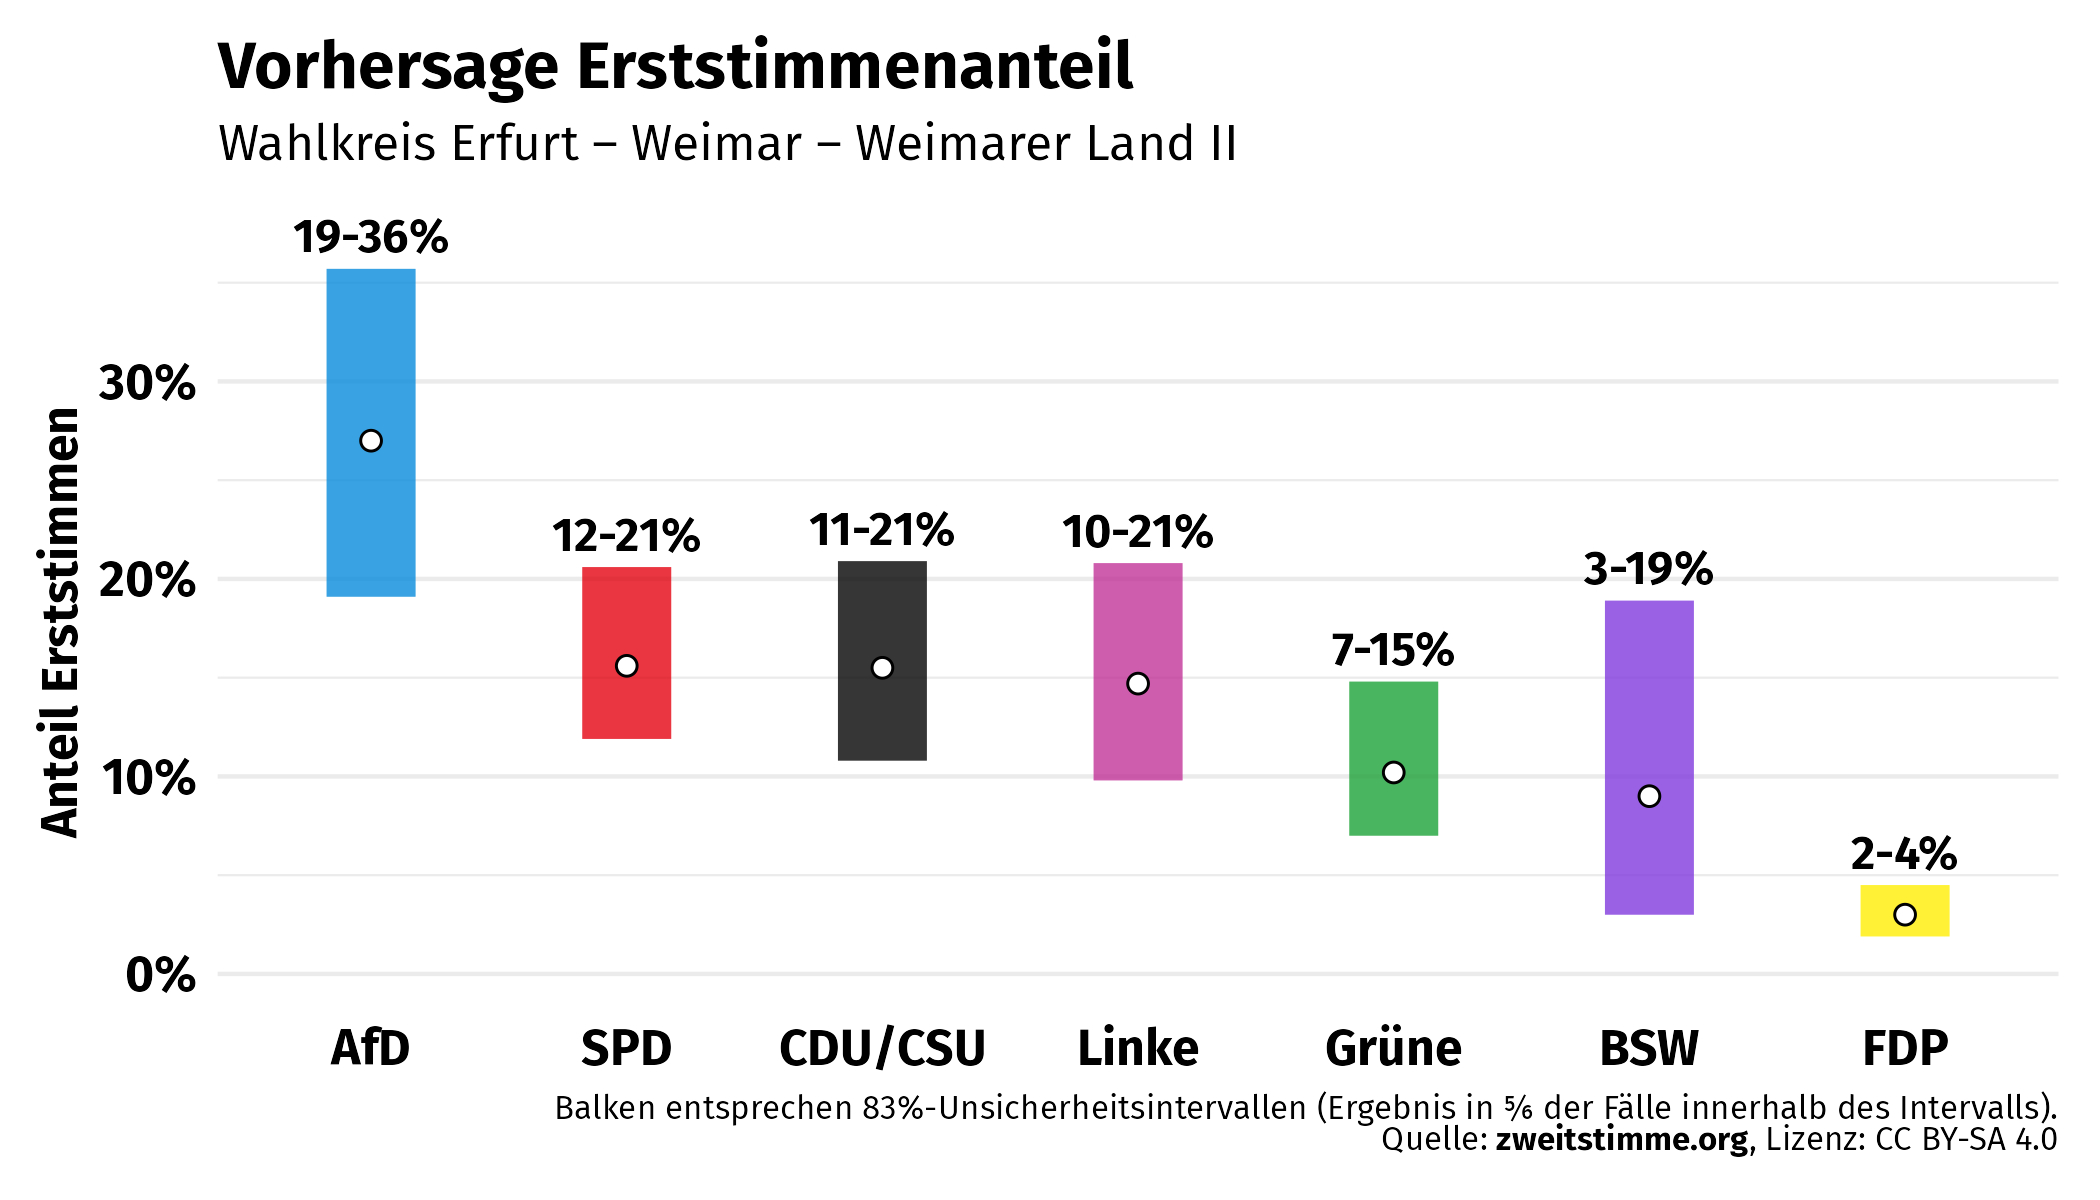 Vorhersage Erststimmenanteil
Wahlkreis Erfurt – Weimar – Weimarer Land II
Anteil Erststimmen
30%
20%
10%
0%
19-36%
12-21%
11-21%
10-21%
7-15%
3-19%
2-4%
AfD
SPD
CDU/CSU
Linke
Grüne
BSW
FDP
Balken entsprechen 83%-Unsicherheitsintervallen (Ergebnis in ⅚ der Fälle innerhalb des Intervalls).
Quelle: zweitstimme.org, Lizenz: CC BY-SA 4.0